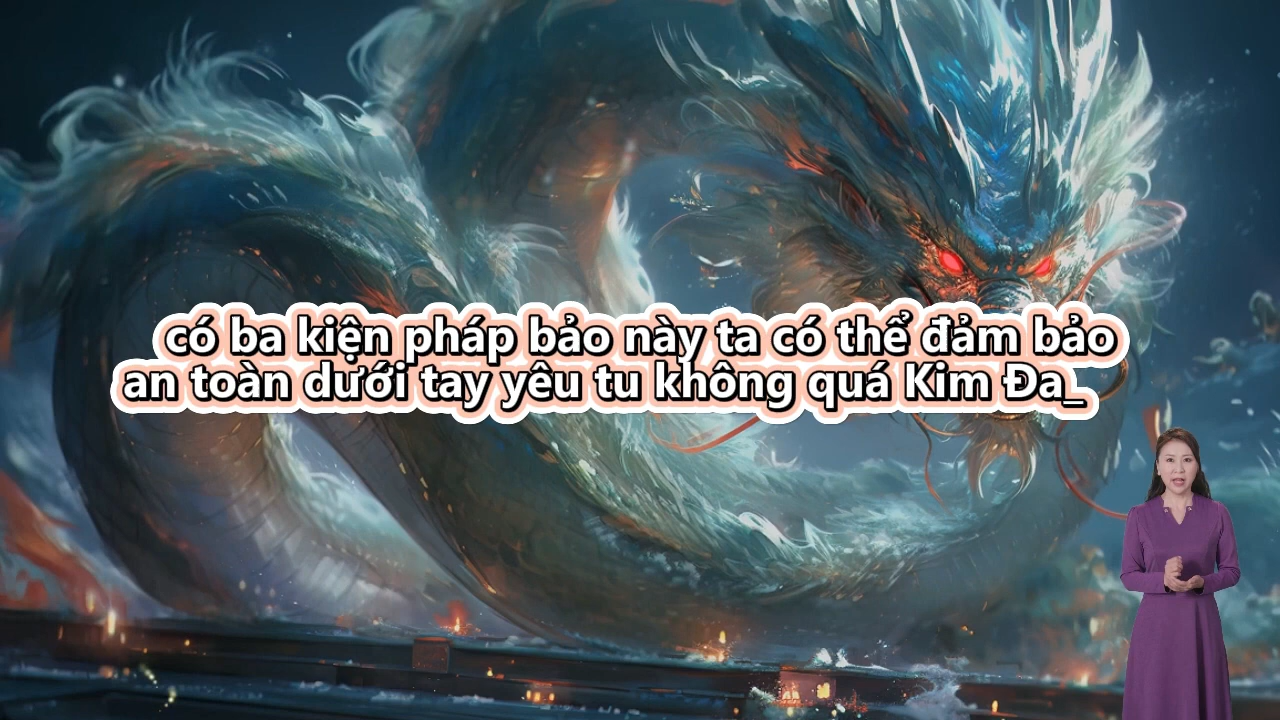 có ba kiện pháp bảo này ta có thể đảm bảo
an toàn dưới tay yêu tu không quá Kim Đa_